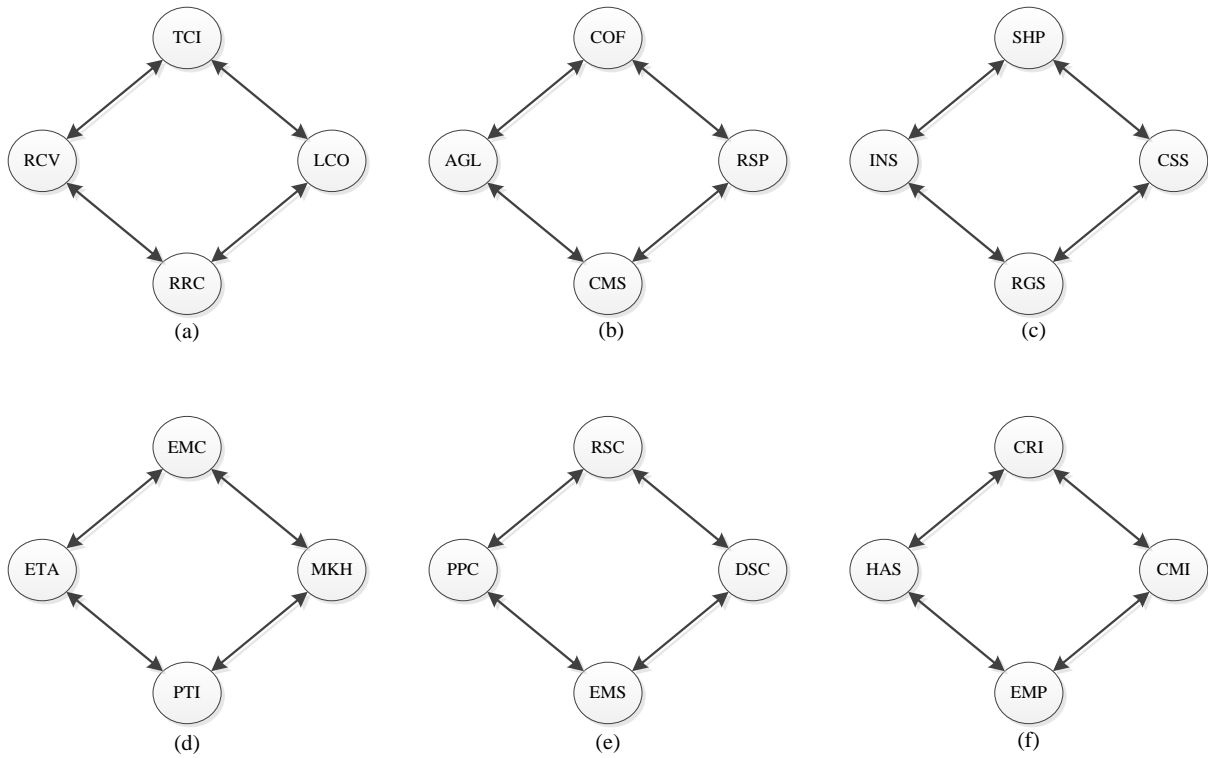 TCI
COF
SHP
RCV
LCO
AGL
RSP
INS
CSS
RRC
CMS
RGS
(a)
(b)
(c)
EMC
RSC
CRI
ETA
MKH
PPC
DSC
HAS
CMI
PTI
EMS
EMP
(d)
(e)
(f)